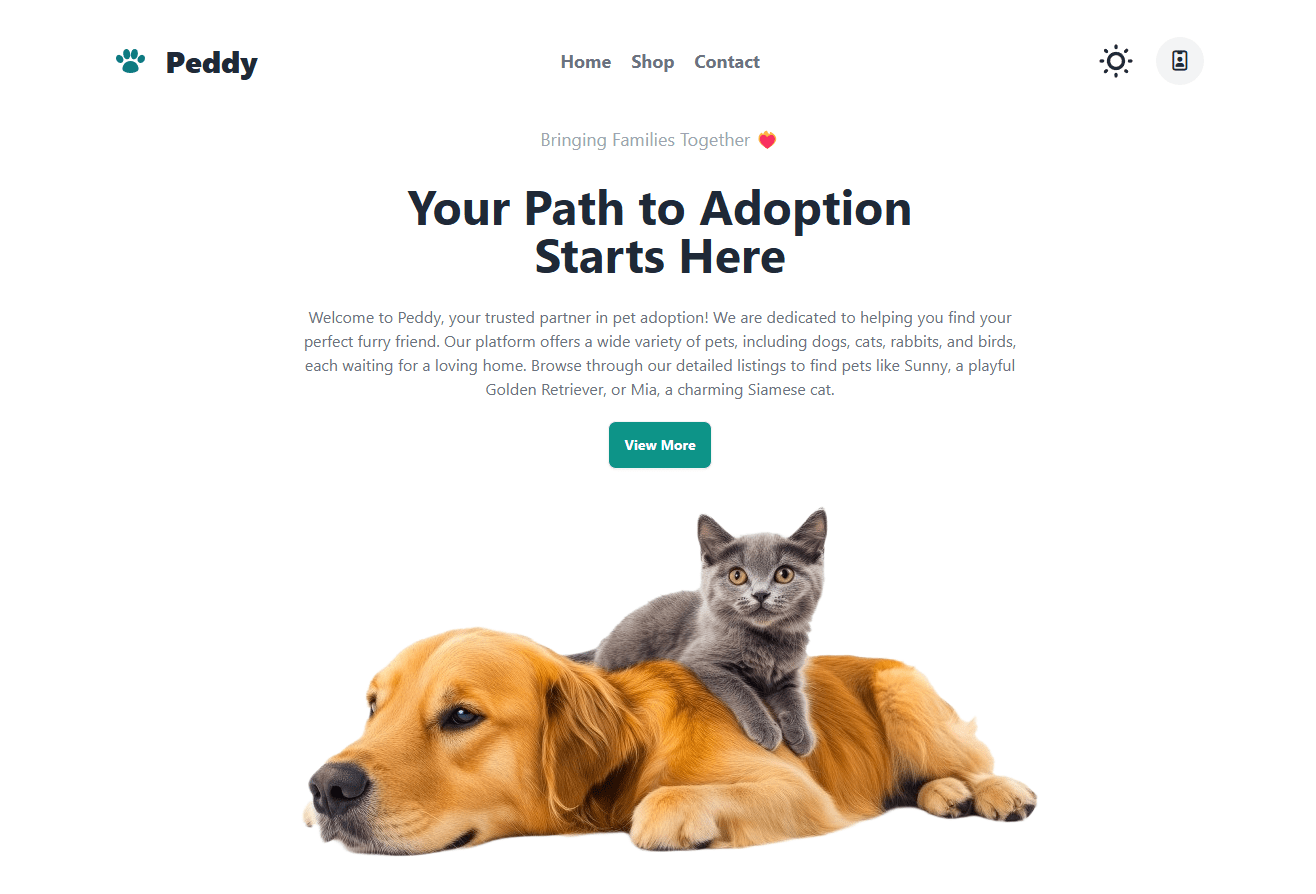 Peddy
Home Shop Contact
Bringing Families Together
Your Path to Adoption
Starts Here
Welcome to Peddy, your trusted partner in pet adoption! We are dedicated to helping you find your
perfect furry friend. Our platform offers a wide variety of pets, including dogs, cats, rabbits, and birds,
each waiting for a loving home. Browse through our detailed listings to find pets like Sunny, a playful
Golden Retriever, or Mia, a charming Siamese cat.
View More